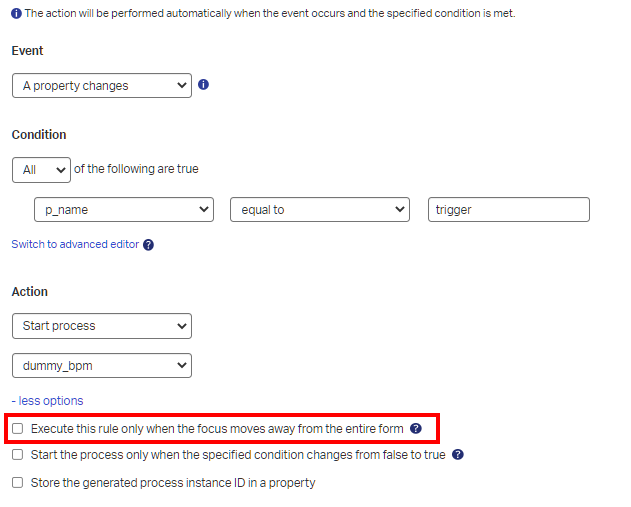 The action will be performed automatically when the event occurs and the specified condition is met.
Event
A property changes
Condition
All of the following are true
p_name equal to trigger
Switch to advanced editor
Action
Start process
dummy_bpm
- less options
Execute this rule only when the focus moves away from the entire form
Start the process only when the specified condition changes from false to true
Store the generated process instance ID in a property